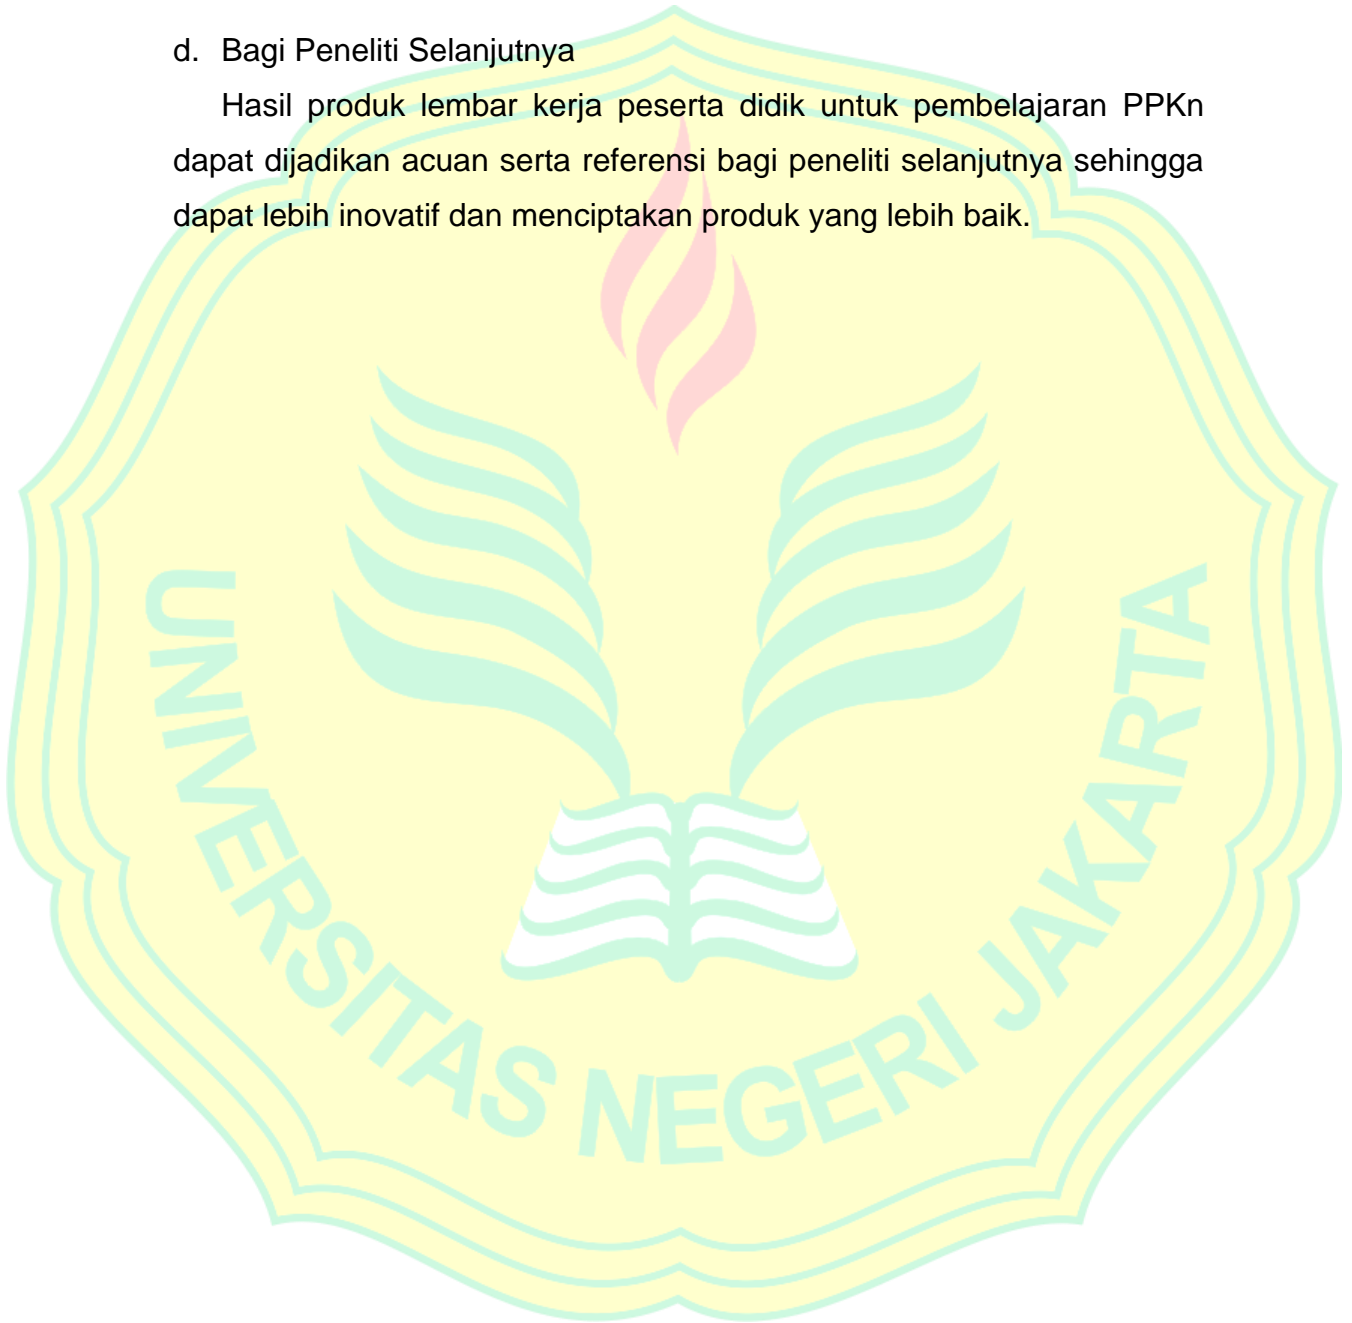 d. Bagi Peneliti Selanjutnya
Hasil produk lembar kerja peserta didik untuk pembelajaran PPKn
dapat dijadikan acuan serta referensi bagi peneliti selanjutnya sehingga
dapat lebih inovatif dan menciptakan produk yang lebih baik.
UNIVERSITAS NEGERI JAKARTA